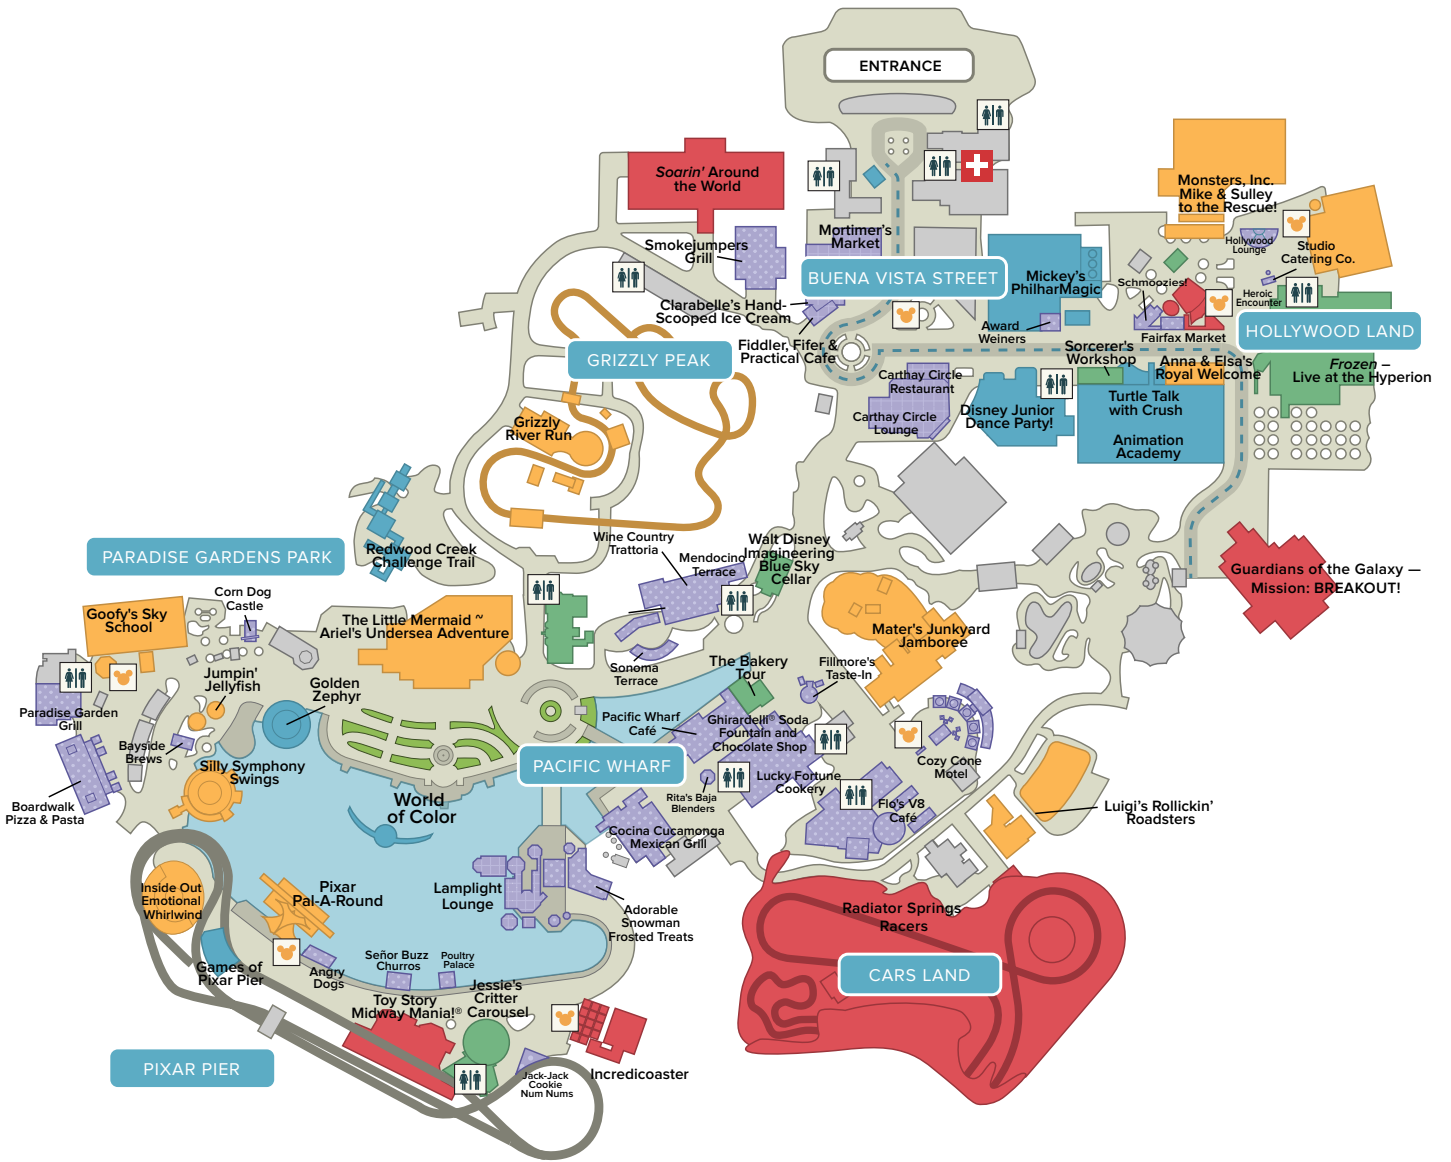 ENTRANCE
Soarin' Around
the World
Smokejumpers
Grill
Mortimer's
Market
BUENA VISTA STREET
Clarabelle's Hand-
Scooped Ice Cream
Fiddler, Fifer &
Practical Cafe
Mickey's
PhilharMagic
Award
Weiners
Monsters, Inc.
Mike & Sulley
to the Rescue!
Hollywood
Lounge
Studio
Catering Co.
Schmoozies!
Heroic
Encounter
Fairfax Market
HOLLYWOOD LAND
Sorcerer's
Workshop
Anna & Elsa's
Royal Welcome
Frozen –
Live at the Hyperion
Carthay Circle
Restaurant
Carthay Circle
Lounge
Disney Junior
Dance Party!
Turtle Talk
with Crush
Animation
Academy
GRIZZLY PEAK
Grizzly
River Run
Redwood Creek
Challenge Trail
PARADISE GARDENS PARK
Wine Country
Trattoria
Mendocino
Terrace
Walt Disney
Imagineering
Blue Sky
Cellar
Guardians of the Galaxy —
Mission: BREAKOUT!
Corn Dog
Castle
Goofy's Sky
School
The Little Mermaid ~
Ariel's Undersea Adventure
Mater's Junkyard
Jamboree
Sonoma
Terrace
The Bakery
Tour
Fillmore's
Taste-In
Jumpin'
Jellyfish
Golden
Zephyr
Paradise Garden
Grill
Pacific Wharf
Café
Ghirardelli® Soda
Fountain and
Chocolate Shop
Bayside
Brews
Silly Symphony
Swings
PACIFIC WHARF
Cozy Cone
Motel
Lucky Fortune
Cookery
Rita's Baja
Blenders
Boardwalk
Pizza & Pasta
World
of Color
Flo's V8
Café
Luigi's Rollickin'
Roadsters
Cocina Cucamonga
Mexican Grill
Inside Out
Emotional
Whirlwind
Pixar
Pal-A-Round
Lamplight
Lounge
Adorable
Snowman
Frosted Treats
Radiator Springs
Racers
CARS LAND
Games of
Pixar Pier
Angry
Dogs
Señor Buzz
Churros
Poultry
Palace
Toy Story
Midway Mania!®
Jessie's
Critter
Carousel
PIXAR PIER
Jack-Jack
Cookie
Num Nums
Incredicoaster